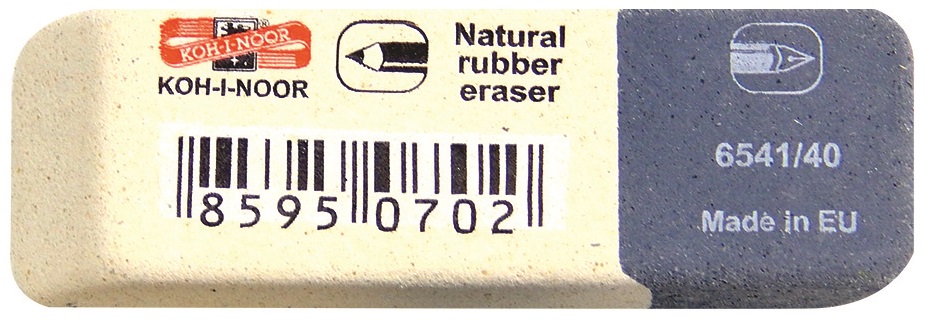 KOH-I-NOOR®
KOH-I-NOOR
Natural
rubber
eraser
8595 0702
6541/40
Made in EU